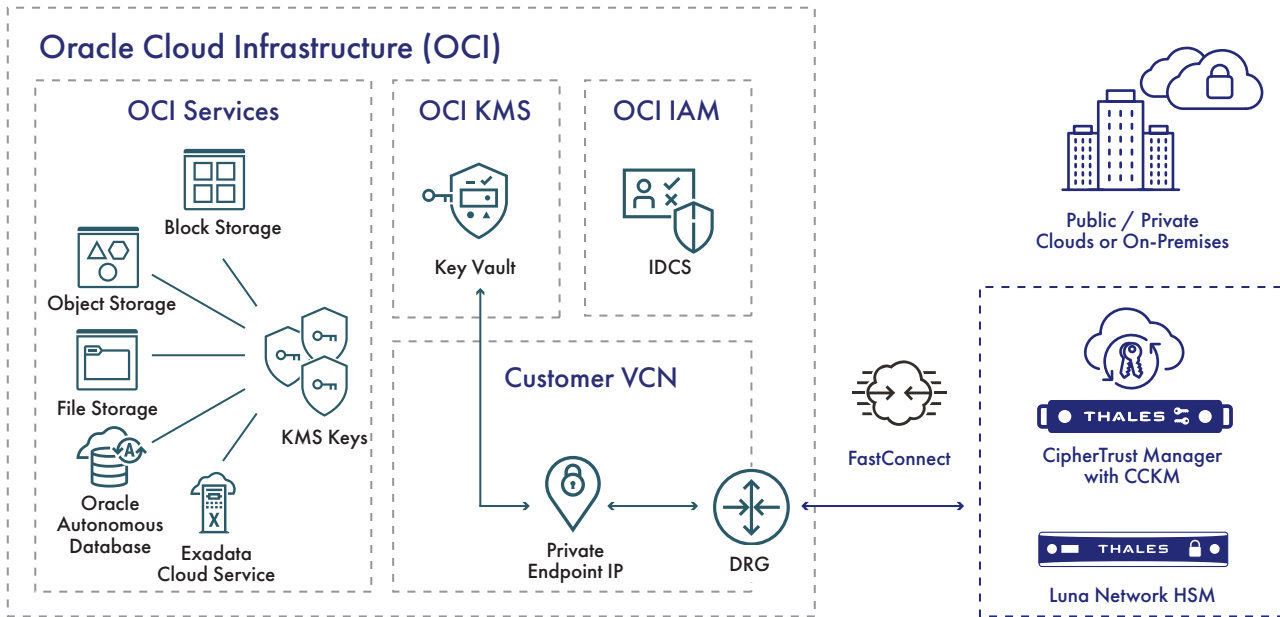 Oracle Cloud Infrastructure (OCI)
OCI Services
Block Storage
Object Storage
File Storage
A
Oracle
Autonomous
Database
X
Exadata
Cloud Service
KMS Keys
OCI KMS
Key Vault
OCI IAM
IDCS
Customer VCN
Private
Endpoint IP
DRG
FastConnect
Public / Private
Clouds or On-Premises
THALES
CipherTrust Manager
with CCKM
THALES
Luna Network HSM